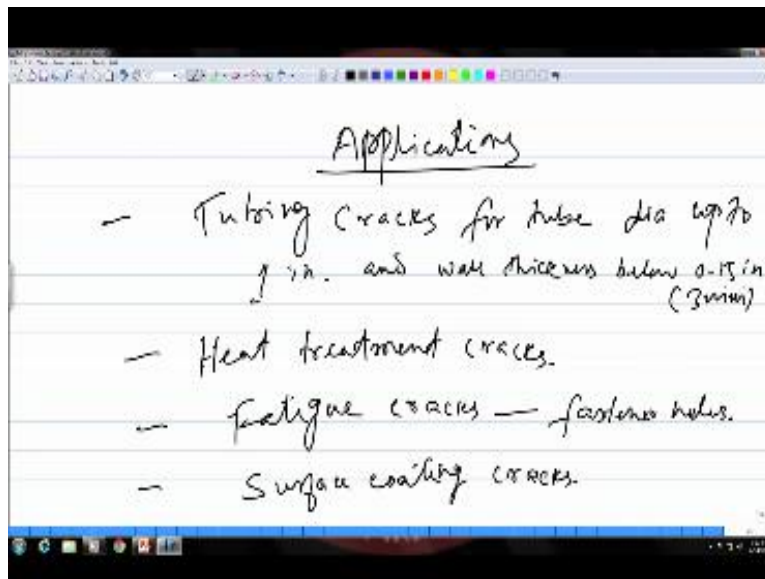 Applications
- Tubing cracks for tube dia upto
in. and wall thickness below 0.15 in
(3mm)
- Heat treatment cracks.
- Fatigue cracks - fastener holes.
- Surface coating cracks.